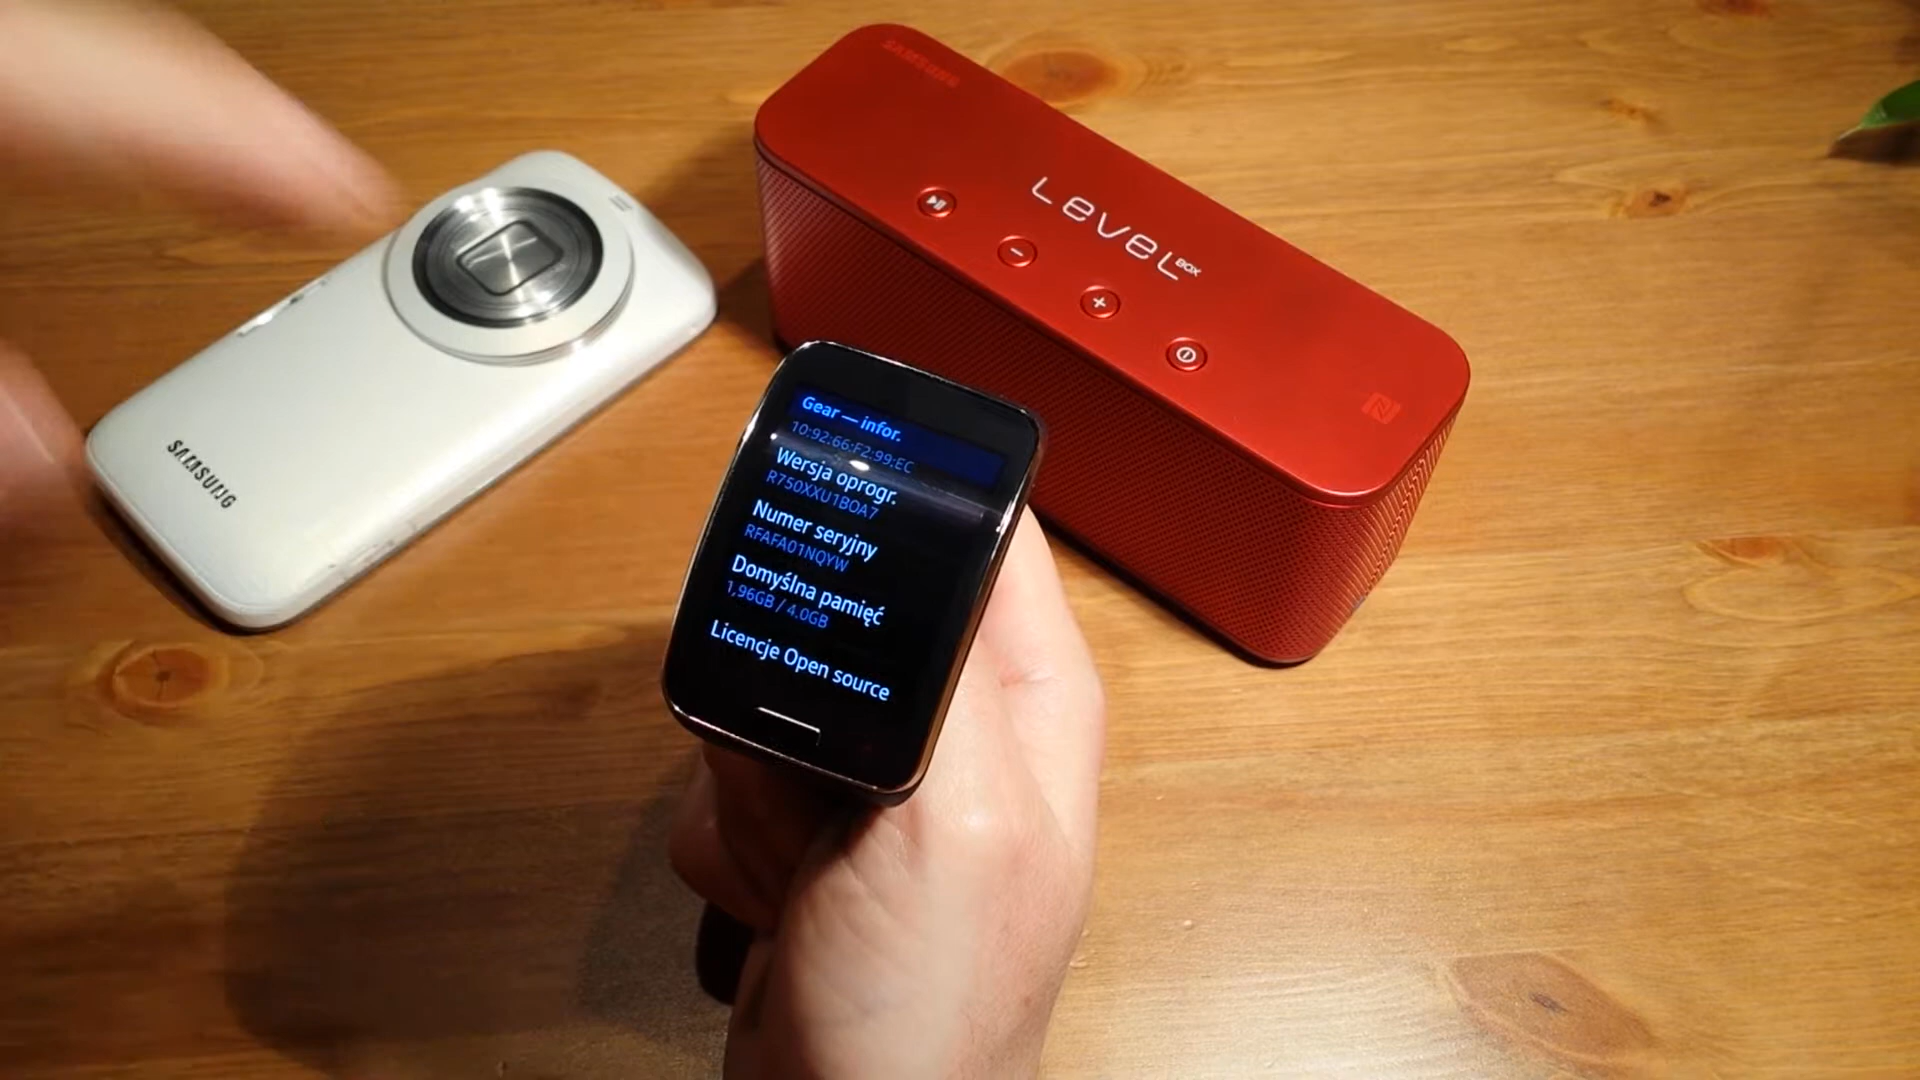 SAMSUNG
LEVEL BOX
SAMSUNG
Gear — infor.
10:92:66:F2:99:EC
Wersja oprogr.
R750XXU1BOA7
Numer seryjny
RFAFA01NQYW
Domyślna pamięć
1,96GB / 4.0GB
Licencje Open source